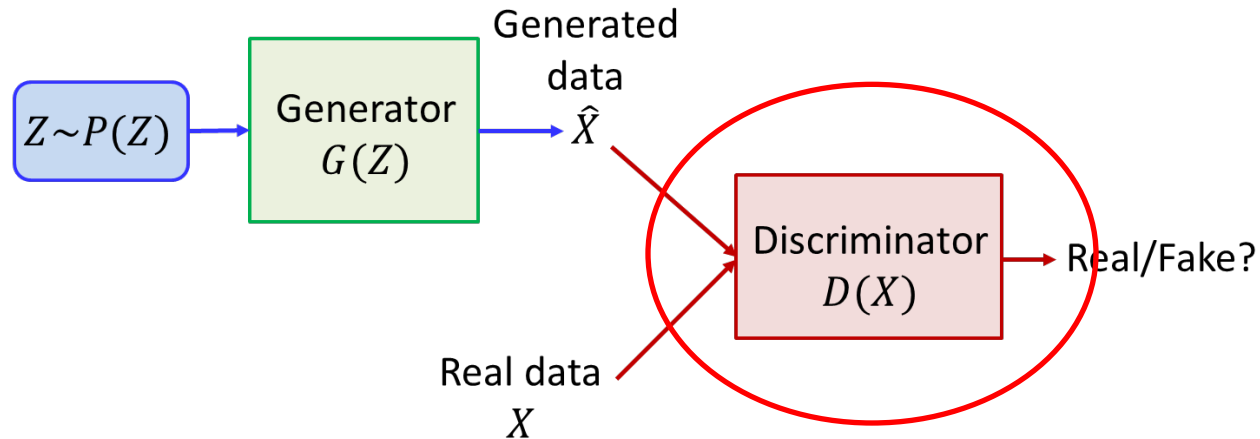 Z~P(Z)
Generator
G(Z)
Generated
data
X̂
Real data
X
Discriminator
D(X)
Real/Fake?